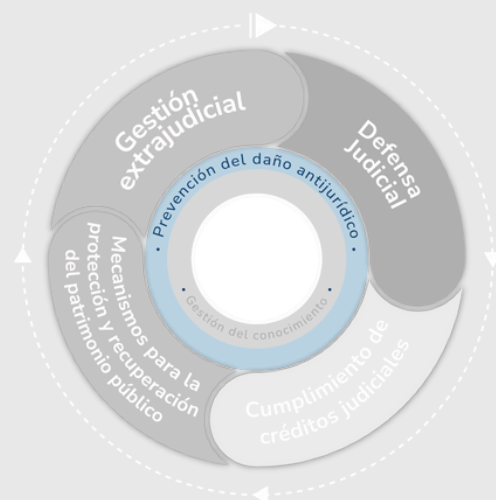 Gestión
extrajudicial
Defensa
Judicial
· Prevención del daño antijurídico ·
· Gestión del conocimiento ·
Mecanismos para la
protección y recuperación
del patrimonio público
Cumplimiento de
créditos judiciales